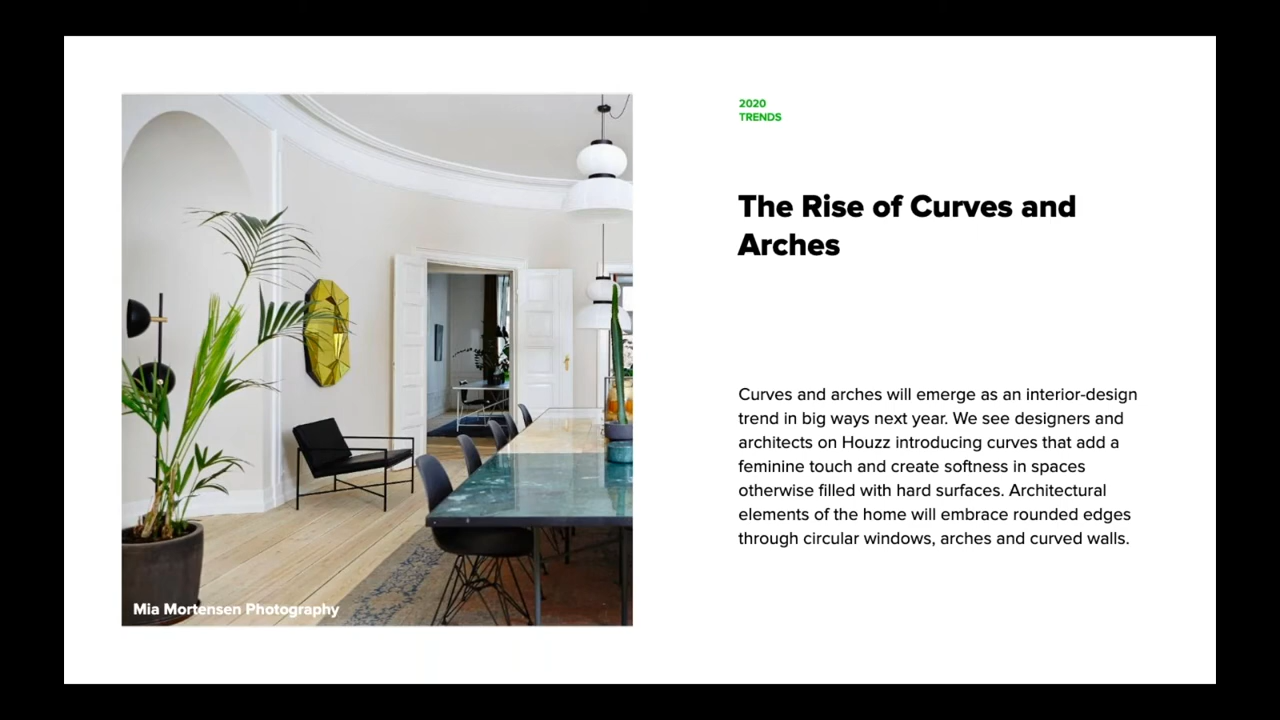 2020
TRENDS
The Rise of Curves and
Arches
Curves and arches will emerge as an interior-design
trend in big ways next year. We see designers and
architects on Houzz introducing curves that add a
feminine touch and create softness in spaces
otherwise filled with hard surfaces. Architectural
elements of the home will embrace rounded edges
through circular windows, arches and curved walls.
Mia Mortensen Photography